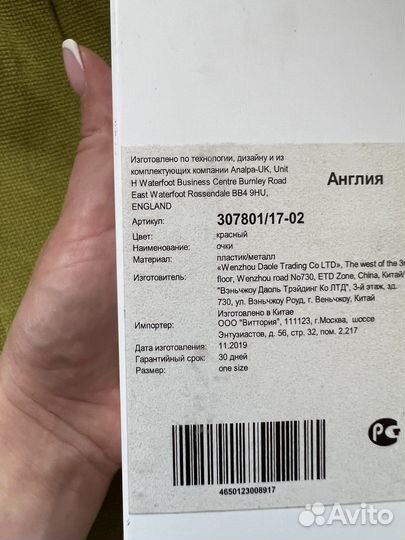 Изготовлено по технологии, дизайну и из
комплектующих компании Analpa-UK, Unit
H Waterfoot Business Centre Burnley Road
East Waterfoot Rossendale BB4 9HU,
ENGLAND
Англия
Артикул: 307801/17-02
Цвет: красный
Наименование: очки
Материал: пластик/металл
«Wenzhou Daole Trading Co LTD», The west of the 3
Изготовитель: floor, Wenzhou road No730, ETD Zone, China, Китай/
"Вэньчжоу Даоль Трэйдинг Ко ЛТД", 3-й этаж, зд.
730, ул. Вэньчжоу Роуд, г. Веньчжоу, Китай
Изготовлено в Китае
Импортер: ООО "Виттория", 111123, г.Москва, шоссе
Энтузиастов, д. 56, стр. 32, пом. 2,217
Дата изготовления: 11.2019
Гарантийный срок: 30 дней
Размер: one size
4650123008917
Avito